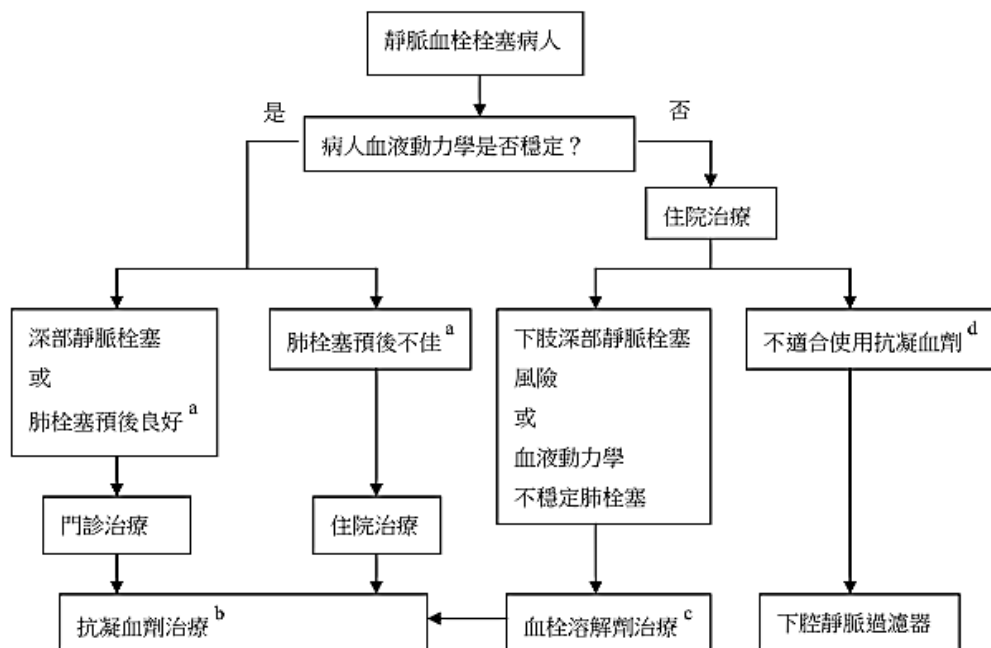 靜脈血栓栓塞病人
是
否
病人血液動力學是否穩定？
住院治療
深部靜脈栓塞
或
肺栓塞預後良好 a
肺栓塞預後不佳 a
下肢深部靜脈栓塞
風險
或
血液動力學
不穩定肺栓塞
不適合使用抗凝血劑 d
門診治療
住院治療
抗凝血劑治療 b
血栓溶解劑治療 c
下腔靜脈過濾器